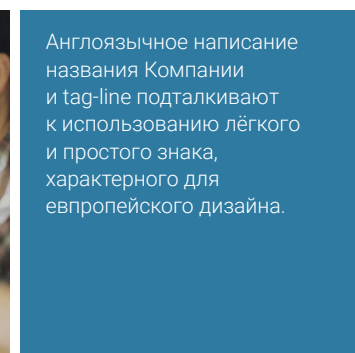 Англоязычное написание
названия Компании
и tag-line подталкивают
к использованию лёгкого
и простого знака,
характерного для
евпропейского дизайна.